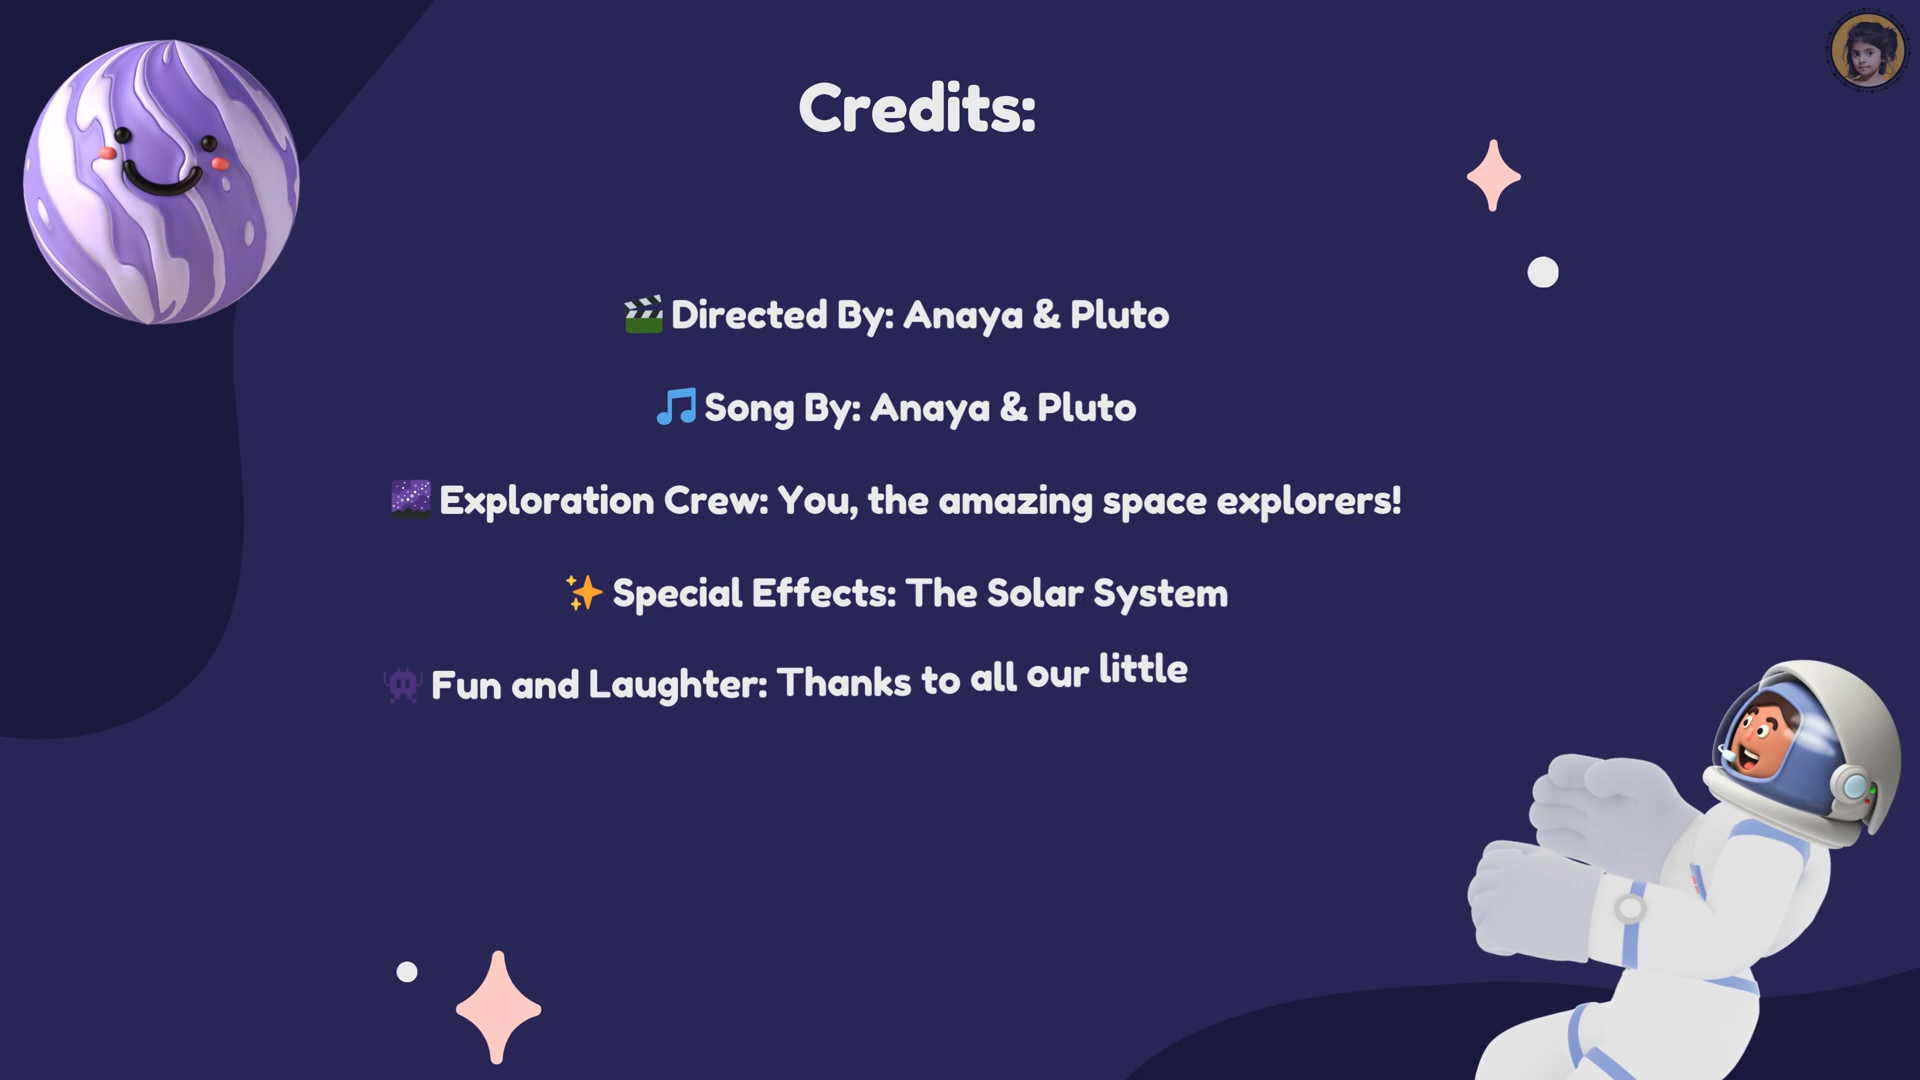 Credits:
🎬 Directed By: Anaya & Pluto
🎵 Song By: Anaya & Pluto
🌌 Exploration Crew: You, the amazing space explorers!
✨ Special Effects: The Solar System
👾 Fun and Laughter: Thanks to all our little